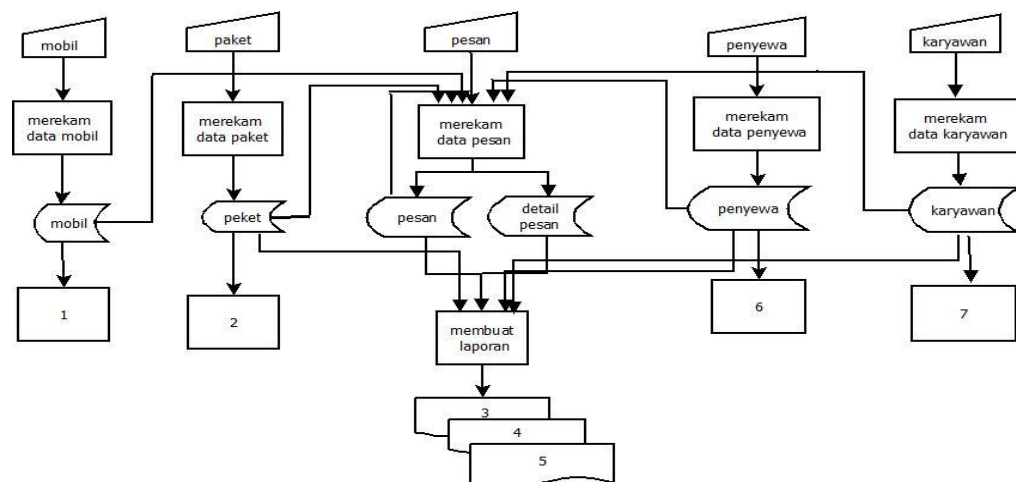 mobil
paket
pesan
penyewa
karyawan
merekam
data mobil
merekam
data paket
merekam
data pesan
merekam
data penyewa
merekam
data karyawan
mobil
peket
pesan
detail
pesan
penyewa
karyawan
1
2
6
7
membuat
laporan
3
4
5